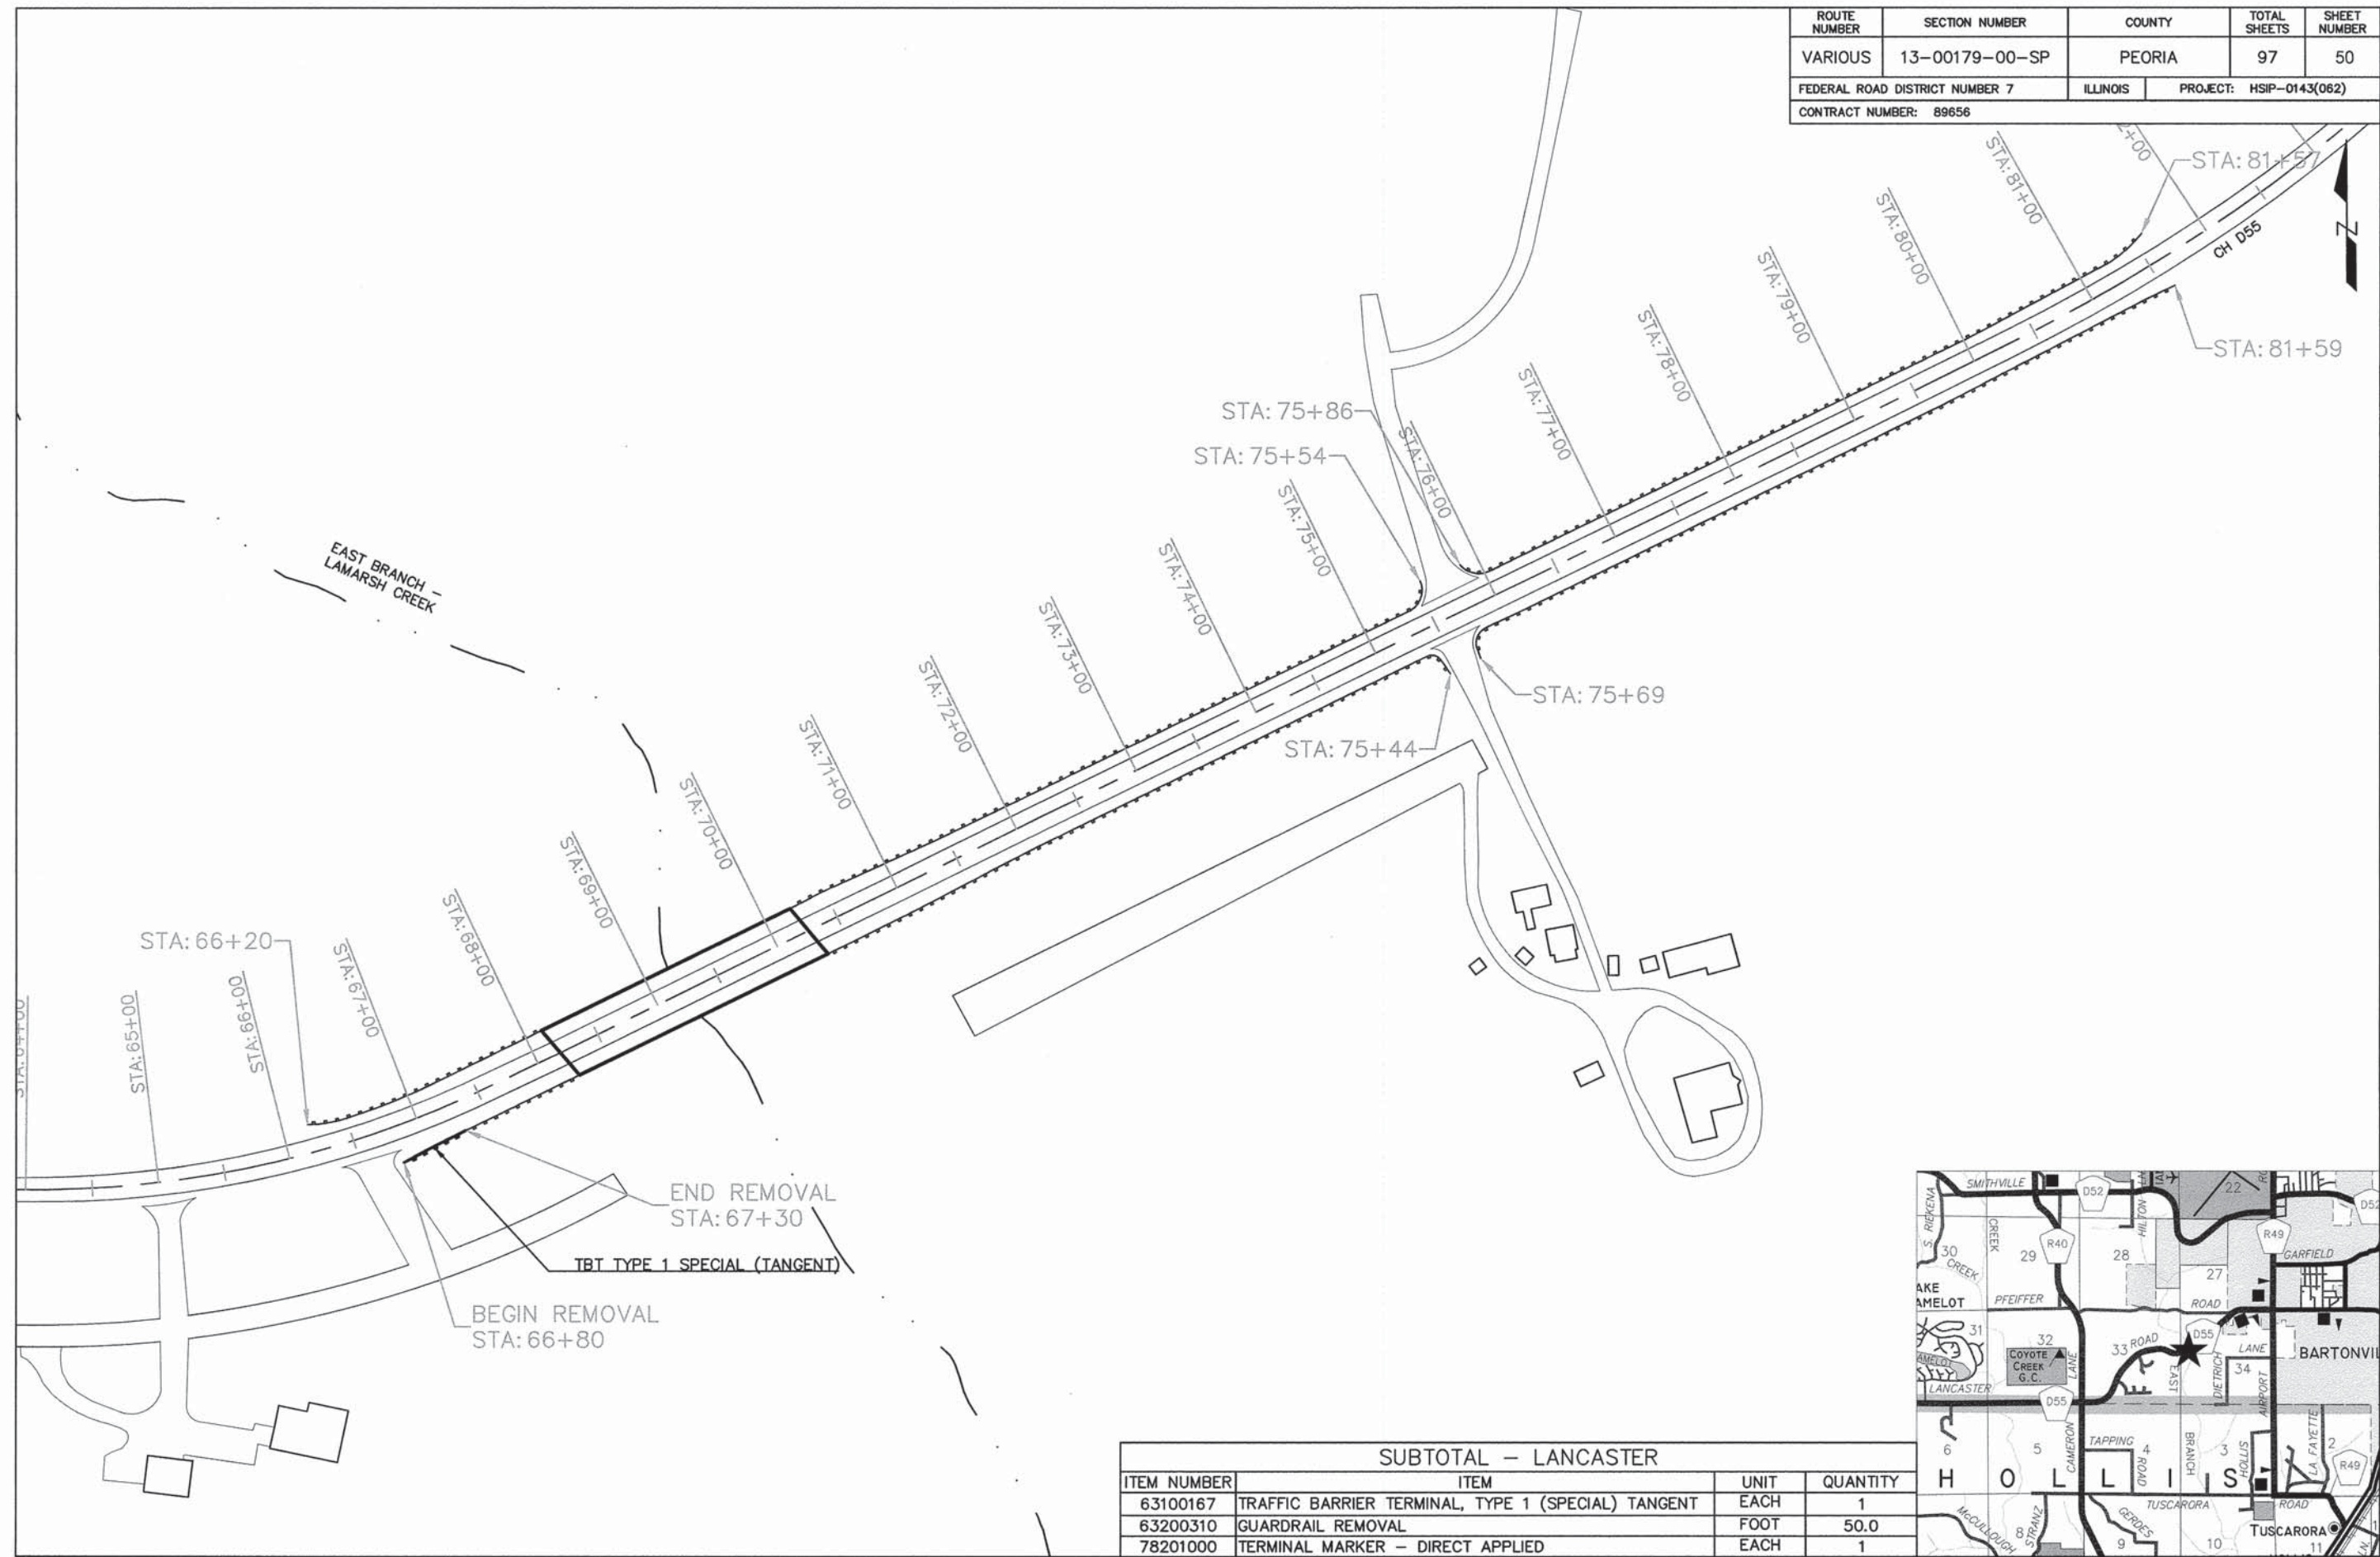 ROUTE NUMBER SECTION NUMBER COUNTY TOTAL SHEETS SHEET NUMBER
VARIOUS 13-00179-00-SP PEORIA 97 50
FEDERAL ROAD DISTRICT NUMBER 7 ILLINOIS PROJECT: HSIP-0143(062)
CONTRACT NUMBER: 89656
STA: 81+57
STA: 81+00
STA: 80+00
STA: 79+00
STA: 78+00
STA: 77+00
STA: 76+00
STA: 75+00
STA: 74+00
STA: 73+00
STA: 72+00
STA: 71+00
STA: 70+00
STA: 69+00
STA: 68+00
STA: 67+00
STA: 66+00
STA: 65+00
N
CH D55
STA: 81+59
STA: 75+86
STA: 75+54
STA: 75+69
STA: 75+44
EAST BRANCH –
LAMARSH CREEK
STA: 66+20
END REMOVAL
STA: 67+30
TBT TYPE 1 SPECIAL (TANGENT)
BEGIN REMOVAL
STA: 66+80
SUBTOTAL – LANCASTER
ITEM NUMBER ITEM UNIT QUANTITY
63100167 TRAFFIC BARRIER TERMINAL, TYPE 1 (SPECIAL) TANGENT EACH 1
63200310 GUARDRAIL REMOVAL FOOT 50.0
78201000 TERMINAL MARKER – DIRECT APPLIED EACH 1
SMITHVILLE
D52
HILTON
22
D52
S. RIEKENA
CREEK
R40
R49
GARFIELD
30
CREEK
29
28
27
PFEIFFER
ROAD
31
32
33
ROAD
D55
LANE
BARTONVIL
COYOTE
CREEK
G.C.
LANE
EAST
DIETRICH
34
AIRPORT
LANCASTER
D55
6
5
CAMERON
TAPPING
ROAD
4
BRANCH
3
HOLLIS
LA FAYETTE
2
R49
H O L L I S
TUSCARORA
ROAD
McCULLOUGH
8
STRANZ
GERDES
9
10
TUSCARORA
11
LN.